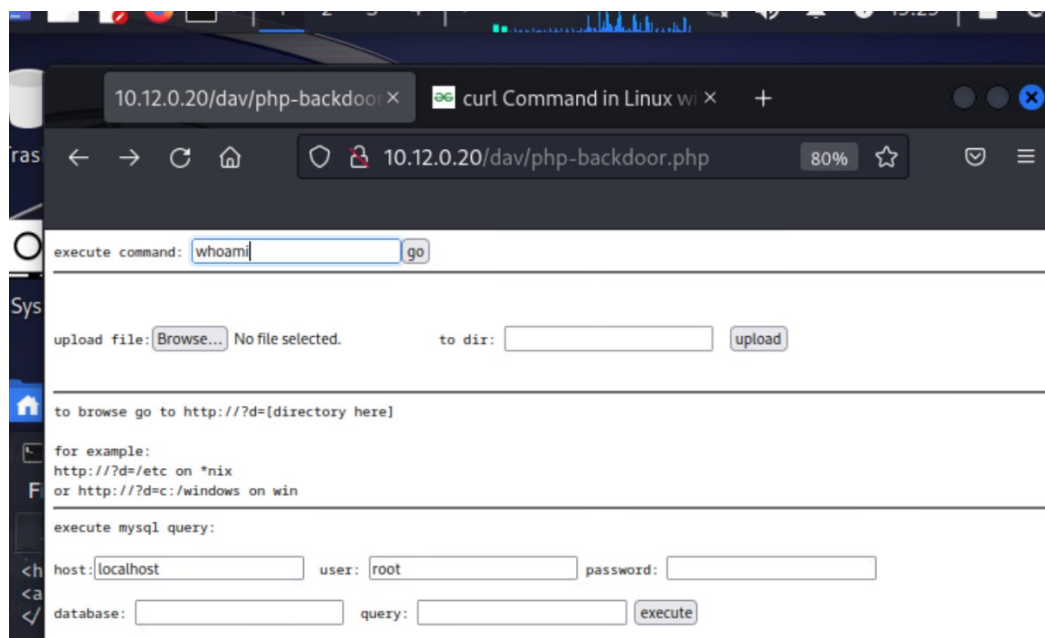 10.12.0.20/dav/php-backdoor
curl Command in Linux wi
10.12.0.20/dav/php-backdoor.php
80%
execute command: whoami go
Sys
upload file: Browse... No file selected. to dir: upload
to browse go to http://?d=[directory here]
for example:
http://?d=/etc on *nix
or http://?d=c:/windows on win
execute mysql query:
<h
host: localhost user: root password:
<a
</
database: query: execute